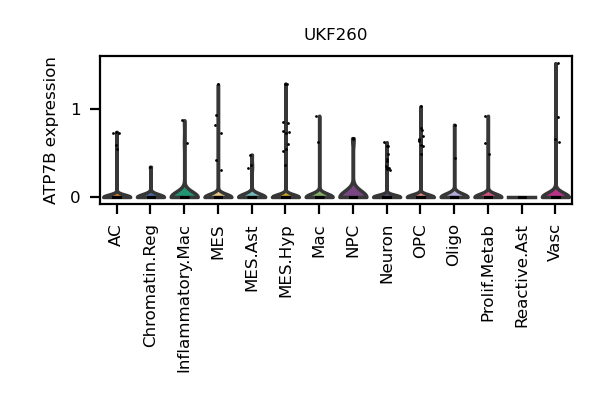 UKF260
ATP7B expression
1
0
AC
Chromatin.Reg
Inflammatory.Mac
MES
MES.Ast
MES.Hyp
Mac
NPC
Neuron
OPC
Oligo
Prolif.Metab
Reactive.Ast
Vasc